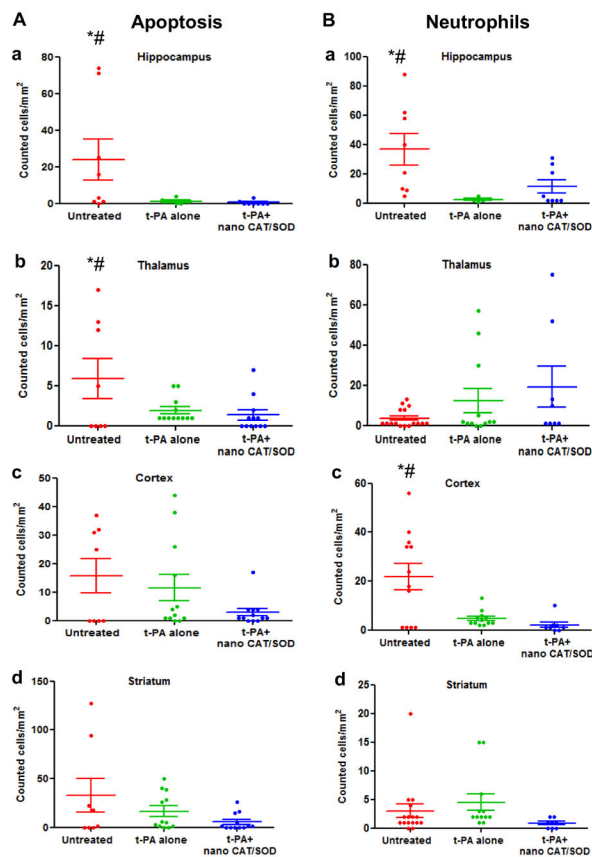 A Apoptosis
B Neutrophils
a *#
Hippocampus
Counted cells/mm²
80
60
40
20
0
Untreated t-PA alone t-PA+
nano CAT/SOD
a *#
Hippocampus
Counted cells/mm²
100
80
60
40
20
0
Untreated t-PA alone t-PA+
nano CAT/SOD
b *#
Thalamus
Counted cells/mm²
20
15
10
5
0
Untreated t-PA alone t-PA+
nano CAT/SOD
b
Thalamus
Counted cells/mm²
80
60
40
20
0
Untreated t-PA alone t-PA+
nano CAT/SOD
c
Cortex
Counted cells/mm²
50
40
30
20
10
0
Untreated t-PA alone t-PA+
nano CAT/SOD
c *#
Cortex
Counted cells/mm²
60
40
20
0
Untreated t-PA alone t-PA+
nano CAT/SOD
d
Striatum
Counted cells/mm²
150
100
50
0
Untreated t-PA alone t-PA+
nano CAT/SOD
d
Striatum
Counted cells/mm²
25
20
15
10
5
0
Untreated t-PA alone t-PA+
nano CAT/SOD